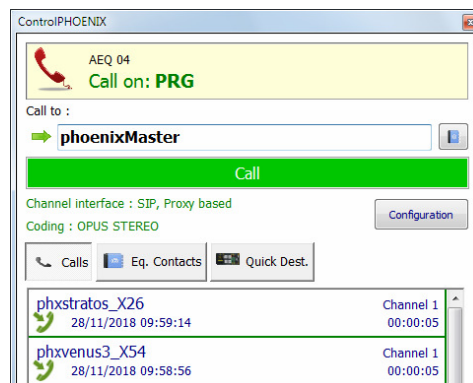 ControlPHOENIX
AEQ 04
Call on: PRG
Call to :
phoenixMaster
Call
Channel interface : SIP, Proxy based
Coding : OPUS STEREO
Configuration
Calls
Eq. Contacts
Quick Dest.
phxstratos_X26
Channel 1
28/11/2018 09:59:14
00:00:05
phxvenus3_X54
Channel 1
28/11/2018 09:58:56
00:00:05